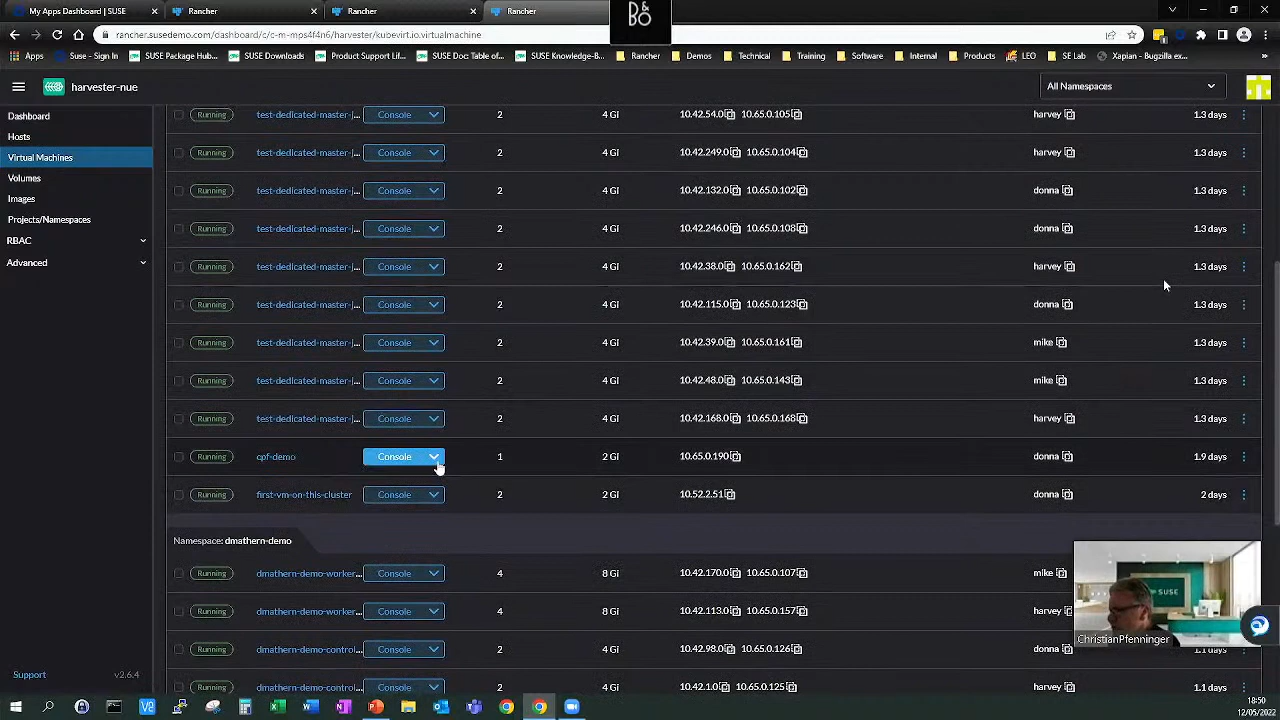 My Apps Dashboard | SUSE
Rancher
Rancher
Rancher
B&O
rancher.susedemo.com/dashboard/c/c-m-mps4f4n6/harvester/kubevirt.io.virtualmachine
Apps
Suse - Sign In
SUSE Package Hub...
SUSE Downloads
Product Support Lif...
SUSE Doc Table of...
SUSE Knowledge-B...
Rancher
Demos
Technical
Training
Software
Internal
Products
LEO
SE Lab
Xapian - Bugzilla ex...
harvester-nue
All Namespaces
Dashboard
Hosts
Virtual Machines
Volumes
Images
Projects/Namespaces
RBAC
Advanced
Support
v2.6.4
Running test-dedicated-master-j... Console 2 4 Gi 10.42.54.0 10.65.0.105 harvey 1.3 days
Running test-dedicated-master-j... Console 2 4 Gi 10.42.249.0 10.65.0.104 harvey 1.3 days
Running test-dedicated-master-j... Console 2 4 Gi 10.42.132.0 10.65.0.102 donna 1.3 days
Running test-dedicated-master-j... Console 2 4 Gi 10.42.246.0 10.65.0.108 donna 1.3 days
Running test-dedicated-master-j... Console 2 4 Gi 10.42.38.0 10.65.0.162 harvey 1.3 days
Running test-dedicated-master-j... Console 2 4 Gi 10.42.115.0 10.65.0.123 donna 1.3 days
Running test-dedicated-master-j... Console 2 4 Gi 10.42.39.0 10.65.0.161 mike 1.3 days
Running test-dedicated-master-j... Console 2 4 Gi 10.42.48.0 10.65.0.143 mike 1.3 days
Running test-dedicated-master-j... Console 2 4 Gi 10.42.168.0 10.65.0.168 harvey 1.3 days
Running qpf-demo Console 1 2 Gi 10.65.0.190 donna 1.9 days
Running first-vm-on-this-cluster Console 2 2 Gi 10.52.2.51 donna 2 days
Namespace: dmathern-demo
Running dmathern-demo-worker... Console 4 8 Gi 10.42.170.0 10.65.0.107 mike
Running dmathern-demo-worker... Console 4 8 Gi 10.42.113.0 10.65.0.157 harvey
Running dmathern-demo-control... Console 2 4 Gi 10.42.98.0 10.65.0.126 donna 1.1 days
Running dmathern-demo-control... Console 2 4 Gi 10.42.1.0 10.65.0.125 harvey 1.1 days
SUSE
ChristianPfenninger
18:50
12/05/2022